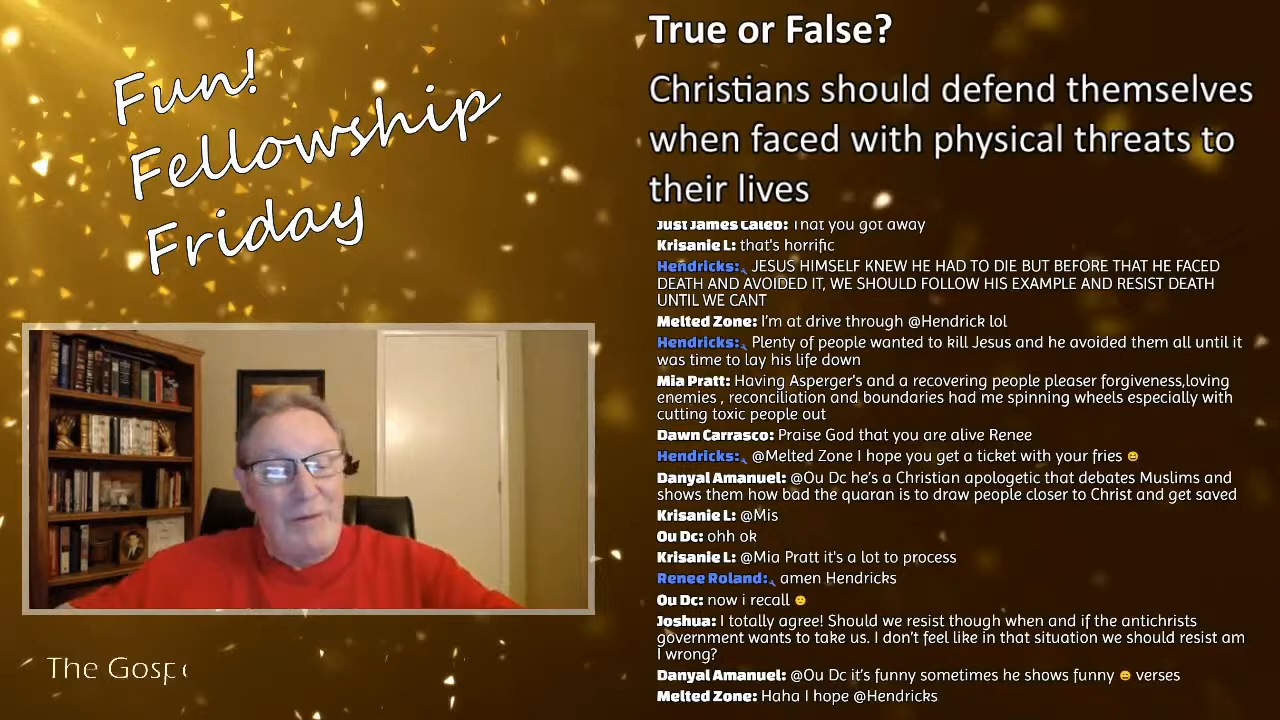 Fun!
Fellowship
Friday
True or False?
Christians should defend themselves
when faced with physical threats to
their lives
Just James Caleb: That you got away
Krisanie L: that's horrific
Hendricks: JESUS HIMSELF KNEW HE HAD TO DIE BUT BEFORE THAT HE FACED
DEATH AND AVOIDED IT, WE SHOULD FOLLOW HIS EXAMPLE AND RESIST DEATH
UNTIL WE CANT
Melted Zone: I'm at drive through @Hendrick lol
Hendricks: Plenty of people wanted to kill Jesus and he avoided them all until it
was time to lay his life down
Mia Pratt: Having Asperger's and a recovering people pleaser forgiveness,loving
enemies , reconciliation and boundaries had me spinning wheels especially with
cutting toxic people out
Dawn Carrasco: Praise God that you are alive Renee
Hendricks: @Melted Zone I hope you get a ticket with your fries 😄
Danyal Amanuel: @Ou Dc he's a Christian apologetic that debates Muslims and
shows them how bad the quaran is to draw people closer to Christ and get saved
Krisanie L: @Mis
Ou Dc: ohh ok
Krisanie L: @Mia Pratt it's a lot to process
Renee Roland: amen Hendricks
Ou Dc: now i recall 🙂
Joshua: I totally agree! Should we resist though when and if the antichrists
government wants to take us. I don't feel like in that situation we should resist am
I wrong?
Danyal Amanuel: @Ou Dc it's funny sometimes he shows funny 😄 verses
Melted Zone: Haha I hope @Hendricks
The Gosp